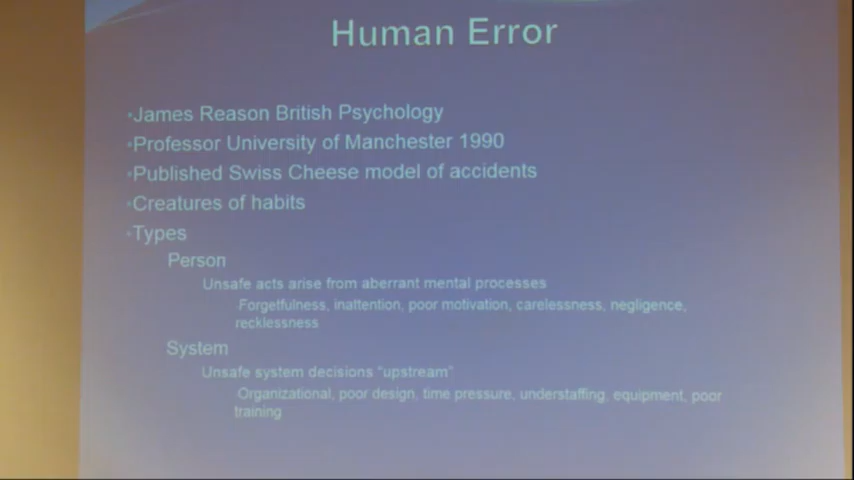 Human Error
•James Reason British Psychology
•Professor University of Manchester 1990
•Published Swiss Cheese model of accidents
•Creatures of habits
•Types
Person
Unsafe acts arise from aberrant mental processes
Forgetfulness, inattention, poor motivation, carelessness, negligence,
recklessness
System
Unsafe system decisions "upstream"
Organizational, poor design, time pressure, understaffing, equipment, poor
training